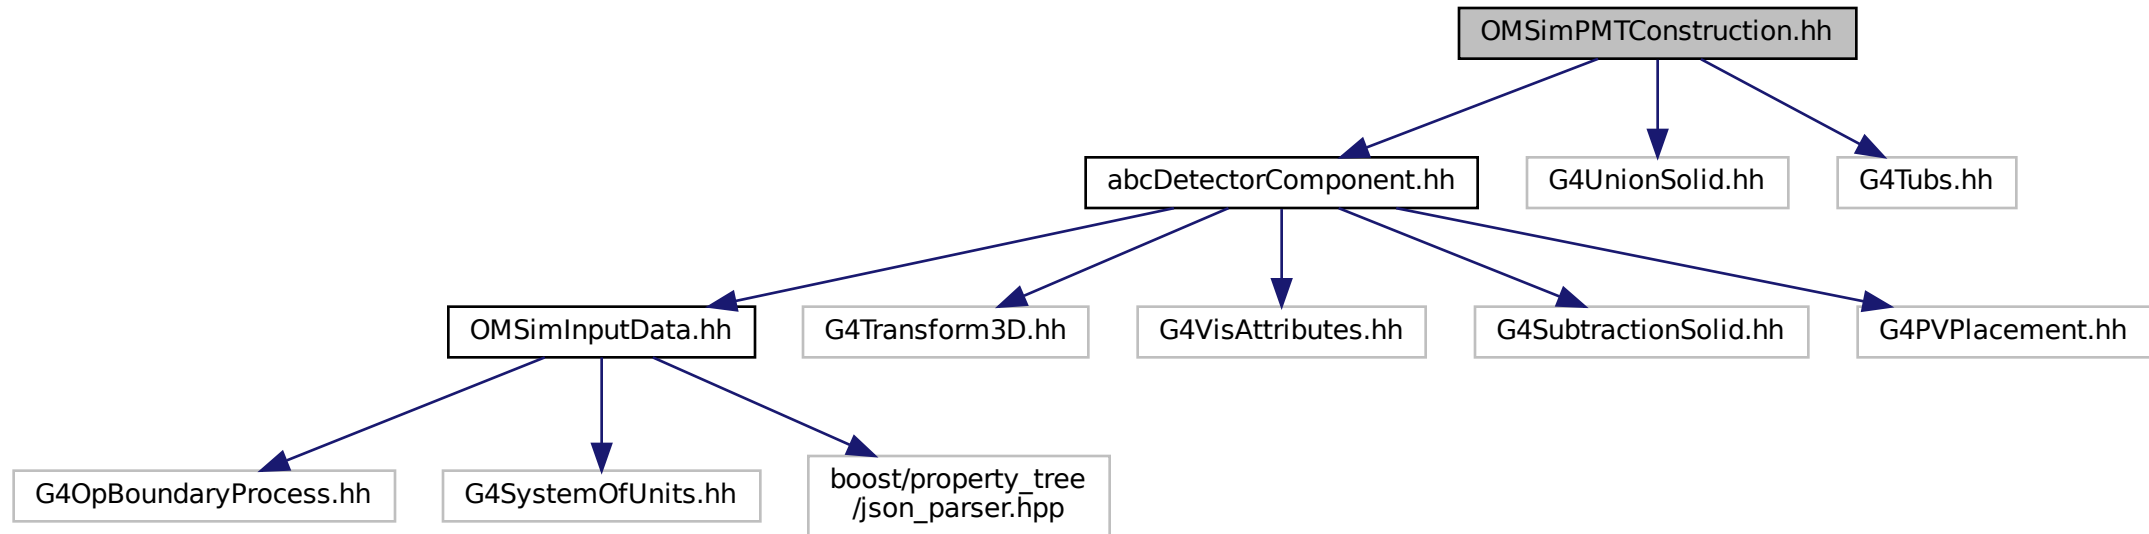 OMSimPMTConstruction.hh
abcDetectorComponent.hh
G4UnionSolid.hh
G4Tubs.hh
OMSimInputData.hh
G4Transform3D.hh
G4VisAttributes.hh
G4SubtractionSolid.hh
G4PVPlacement.hh
G4OpBoundaryProcess.hh
G4SystemOfUnits.hh
boost/property_tree
/json_parser.hpp